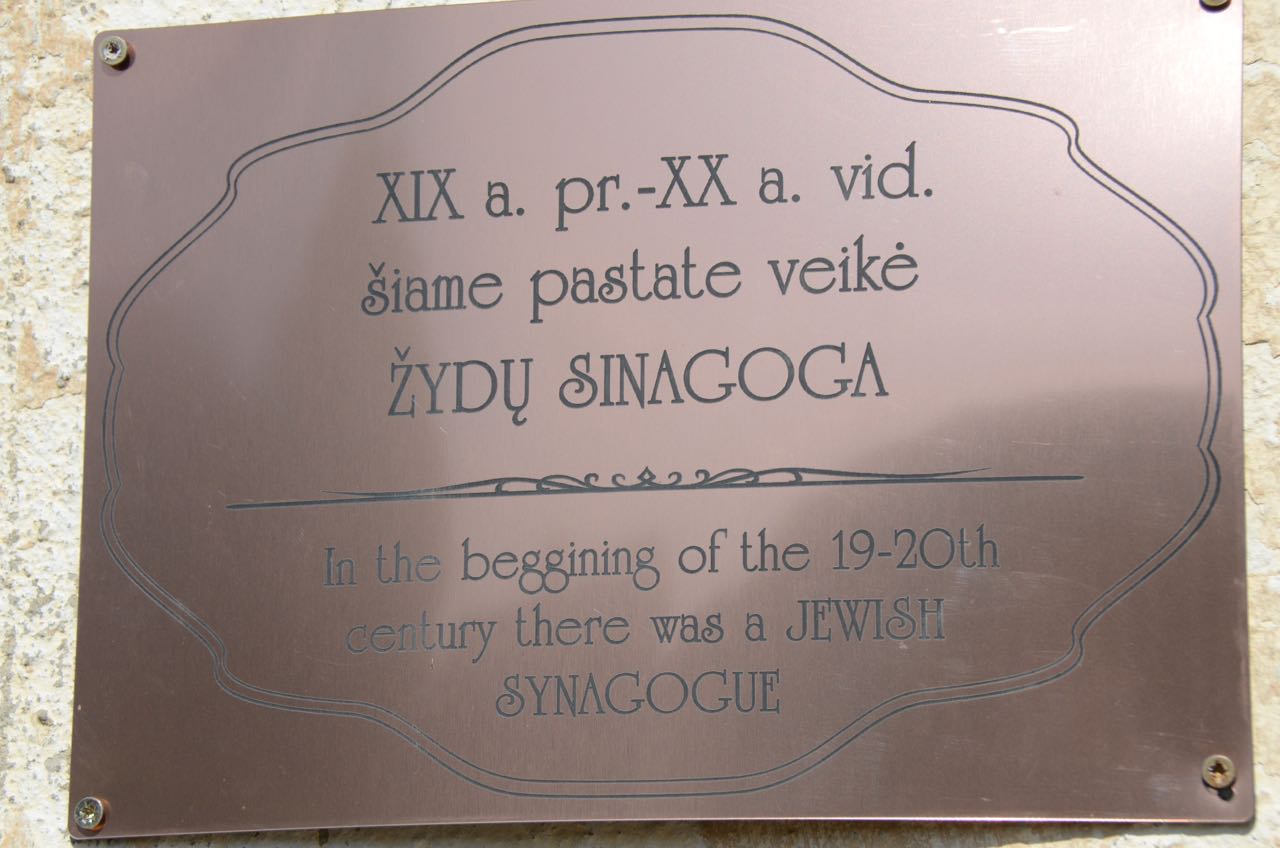 XIX a. pr.-XX a. vid.
šiame pastate veikė
ŽYDŲ SINAGOGA
In the beggining of the 19-20th
century there was a JEWISH
SYNAGOGUE